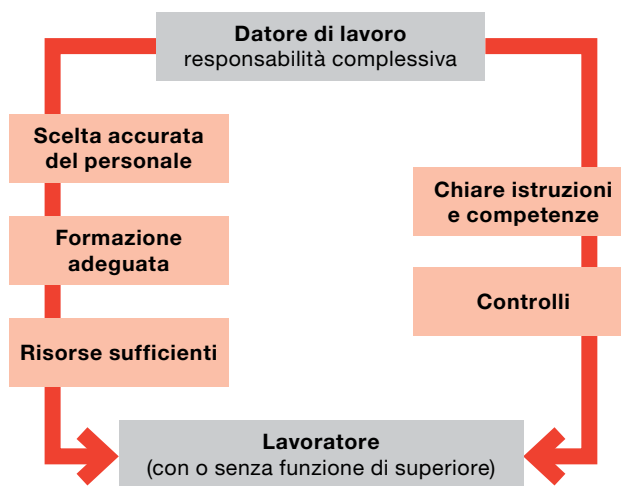 Datore di lavoro
responsabilità complessiva
Scelta accurata
del personale
Formazione
adeguata
Risorse sufficienti
Chiare istruzioni
e competenze
Controlli
Lavoratore
(con o senza funzione di superiore)